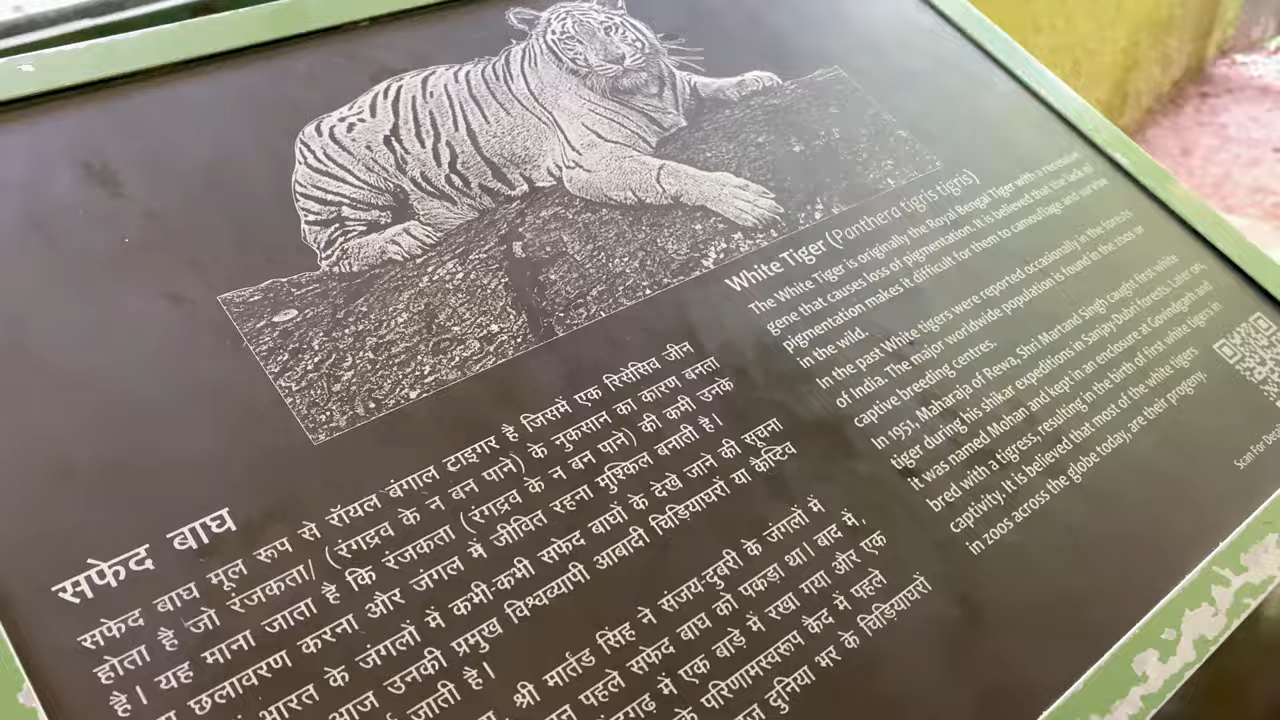 सफेद बाघ
सफेद बाघ मूल रूप से रॉयल बंगाल टाइगर है जिसमें एक रिसेसिव जीन
होता है जो रंजकता/ (रंगद्रव के न बन पाने) के नुकसान का कारण बनता
है। यह माना जाता है कि रंजकता (रंगद्रव के न बन पाने) की कमी उनके
छलावरण करना और जंगल में जीवित रहना मुश्किल बनाती है।
भारत के जंगलों में कभी-कभी सफेद बाघों के देखे जाने की सूचना
आज उनकी प्रमुख विश्वव्यापी आबादी चिड़ियाघरों या कैप्टिव
जाती है।
श्री मार्तंड सिंह ने संजय-दुबरी के जंगलों में
पहले सफेद बाघ को पकड़ा था। बाद में,
में एक बाड़े में रखा गया और एक
परिणामस्वरूप कैद में पहले
दुनिया भर के चिड़ियाघरों
White Tiger (Panthera tigris tigris)
The White Tiger is originally the Royal Bengal Tiger with a recessive
gene that causes loss of pigmentation. It is believed that the lack of
pigmentation makes it difficult for them to camouflage and survive
in the wild.
In the past White tigers were reported occasionally in the forests
of India. The major worldwide population is found in the zoos or
captive breeding centres.
In 1951, Maharaja of Rewa, Shri Martand Singh caught first white
tiger during his shikar expeditions in Sanjay-Dubri forests. Later on,
it was named Mohan and kept in an enclosure at Govindgarh and
bred with a tigress, resulting in the birth of first white tigers in
captivity. It is believed that most of the white tigers
in zoos across the globe today, are their progeny.
Scan For